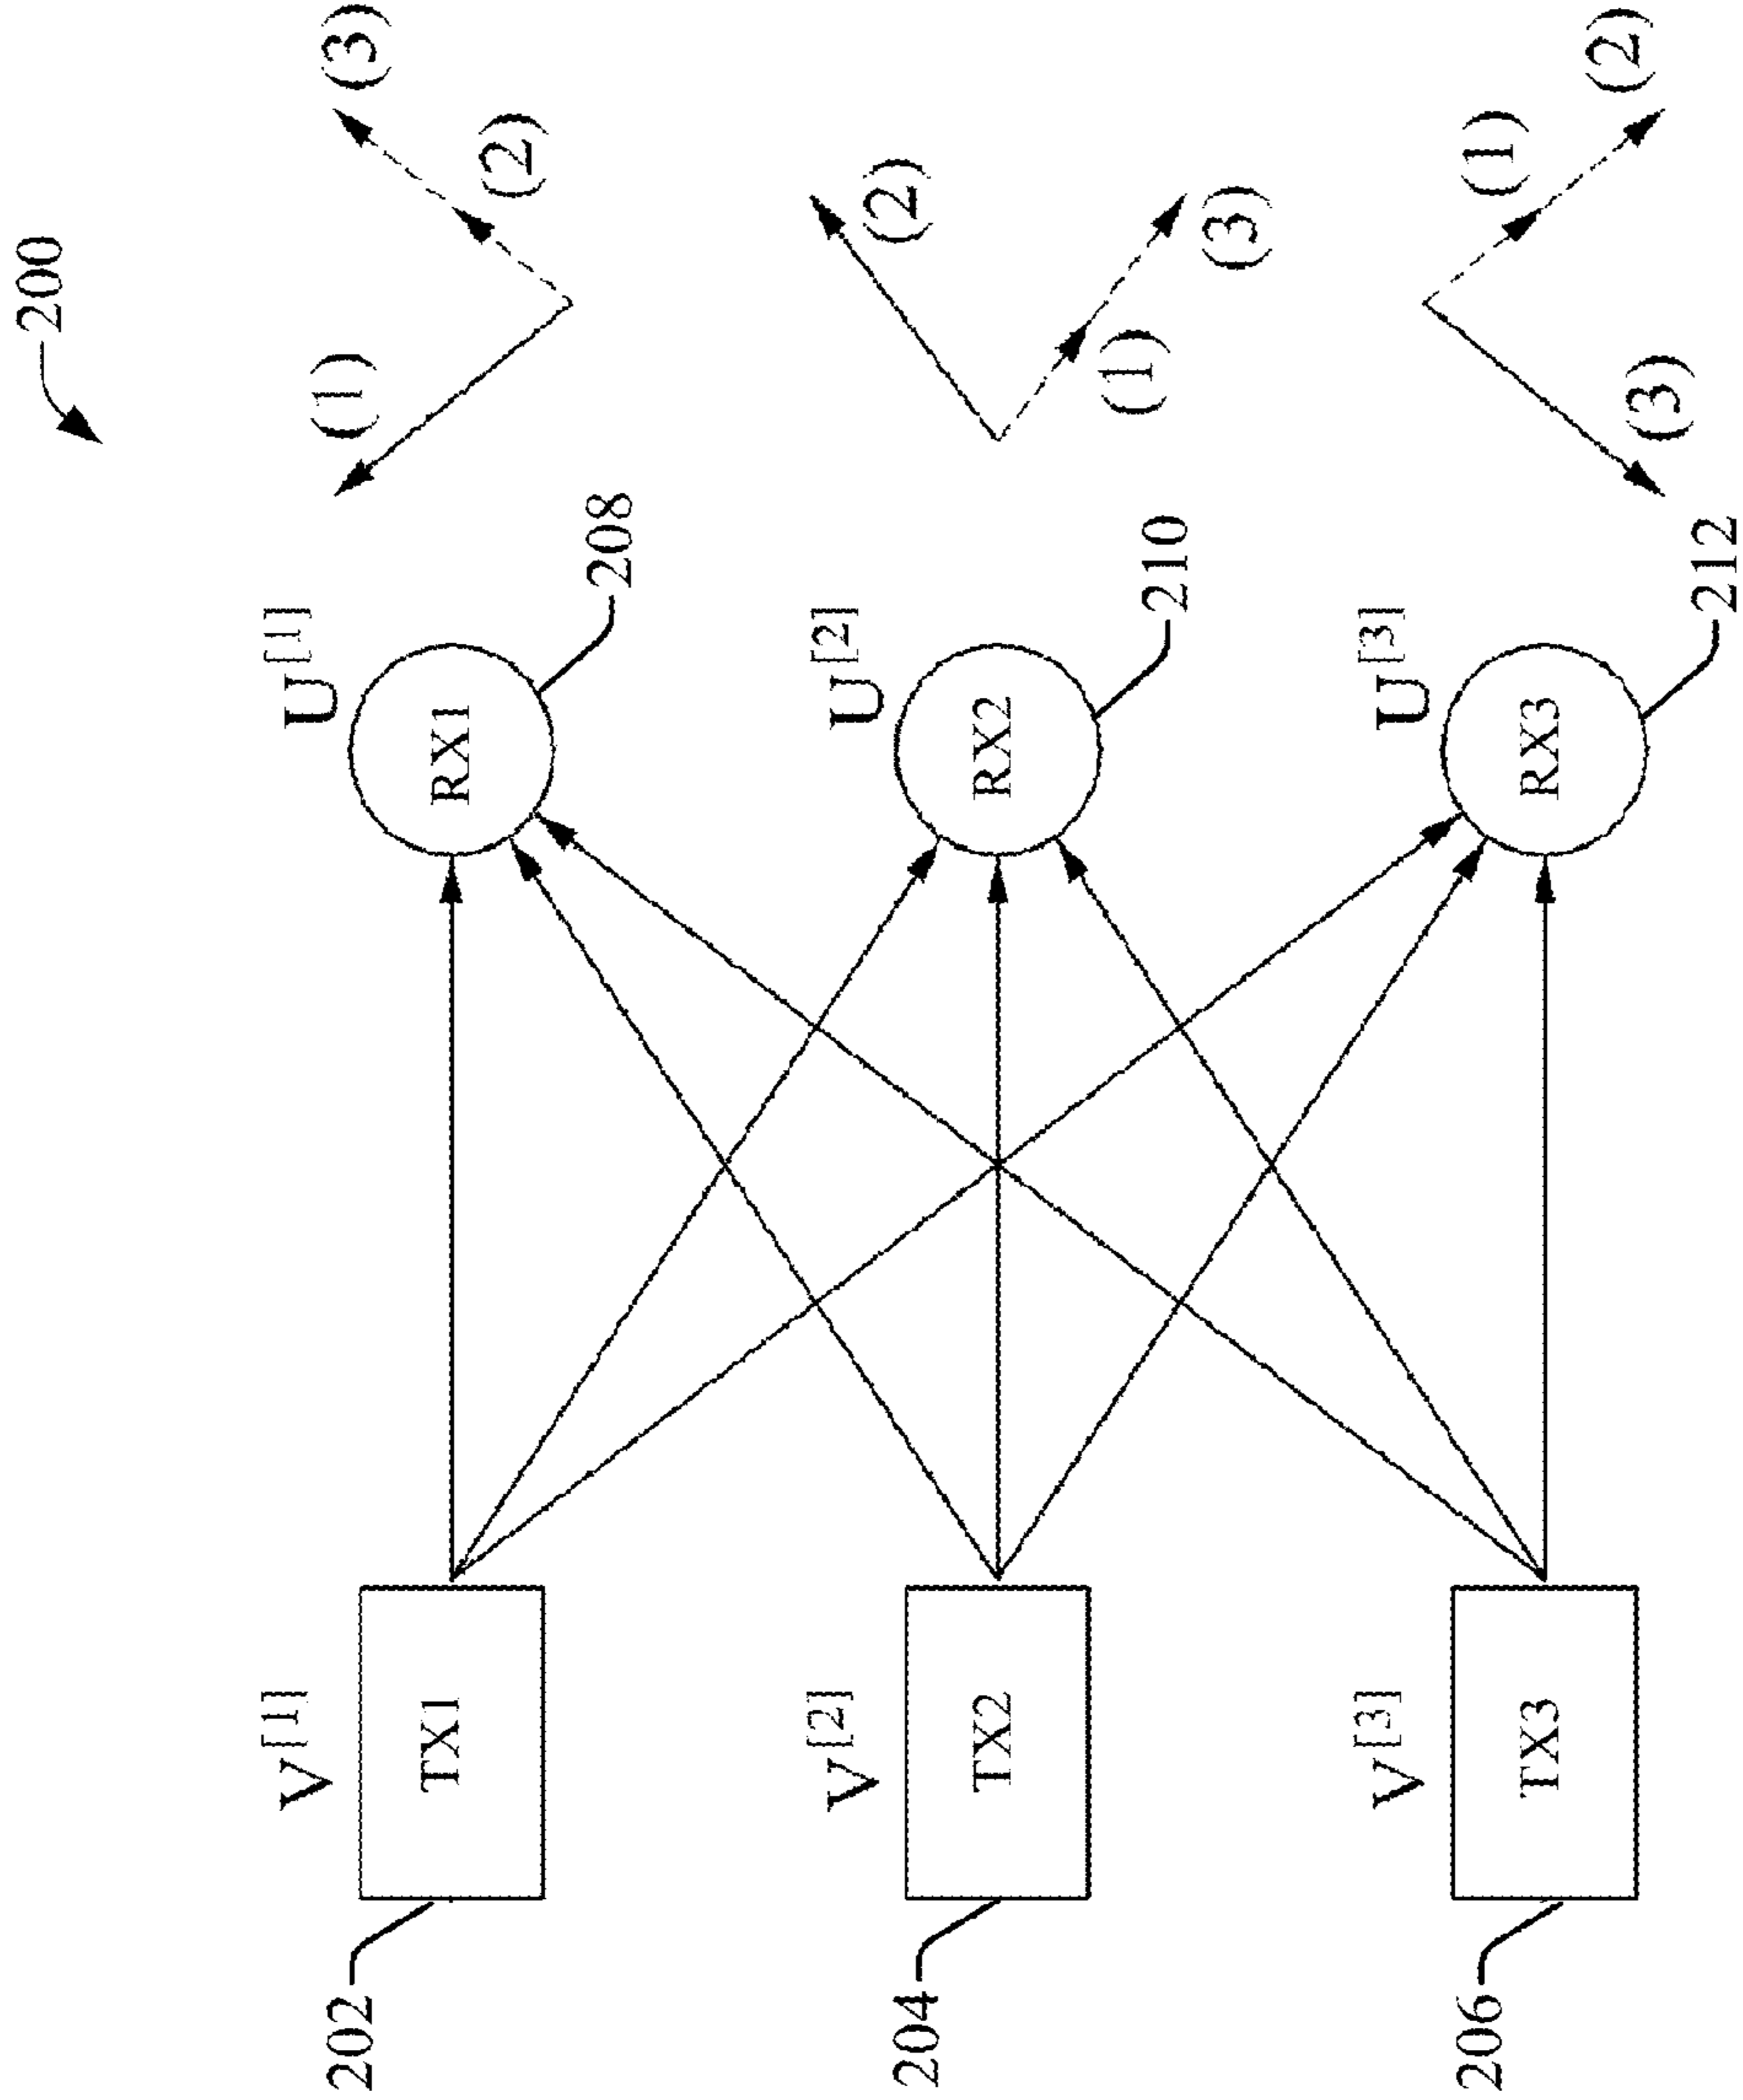 200
V[1]
TX1
202
U[1]
RX1
208
(1)
(2)
(3)
V[2]
TX2
204
U[2]
RX2
210
(2)
(1)
(3)
V[3]
TX3
206
U[3]
RX3
212
(3)
(1)
(2)